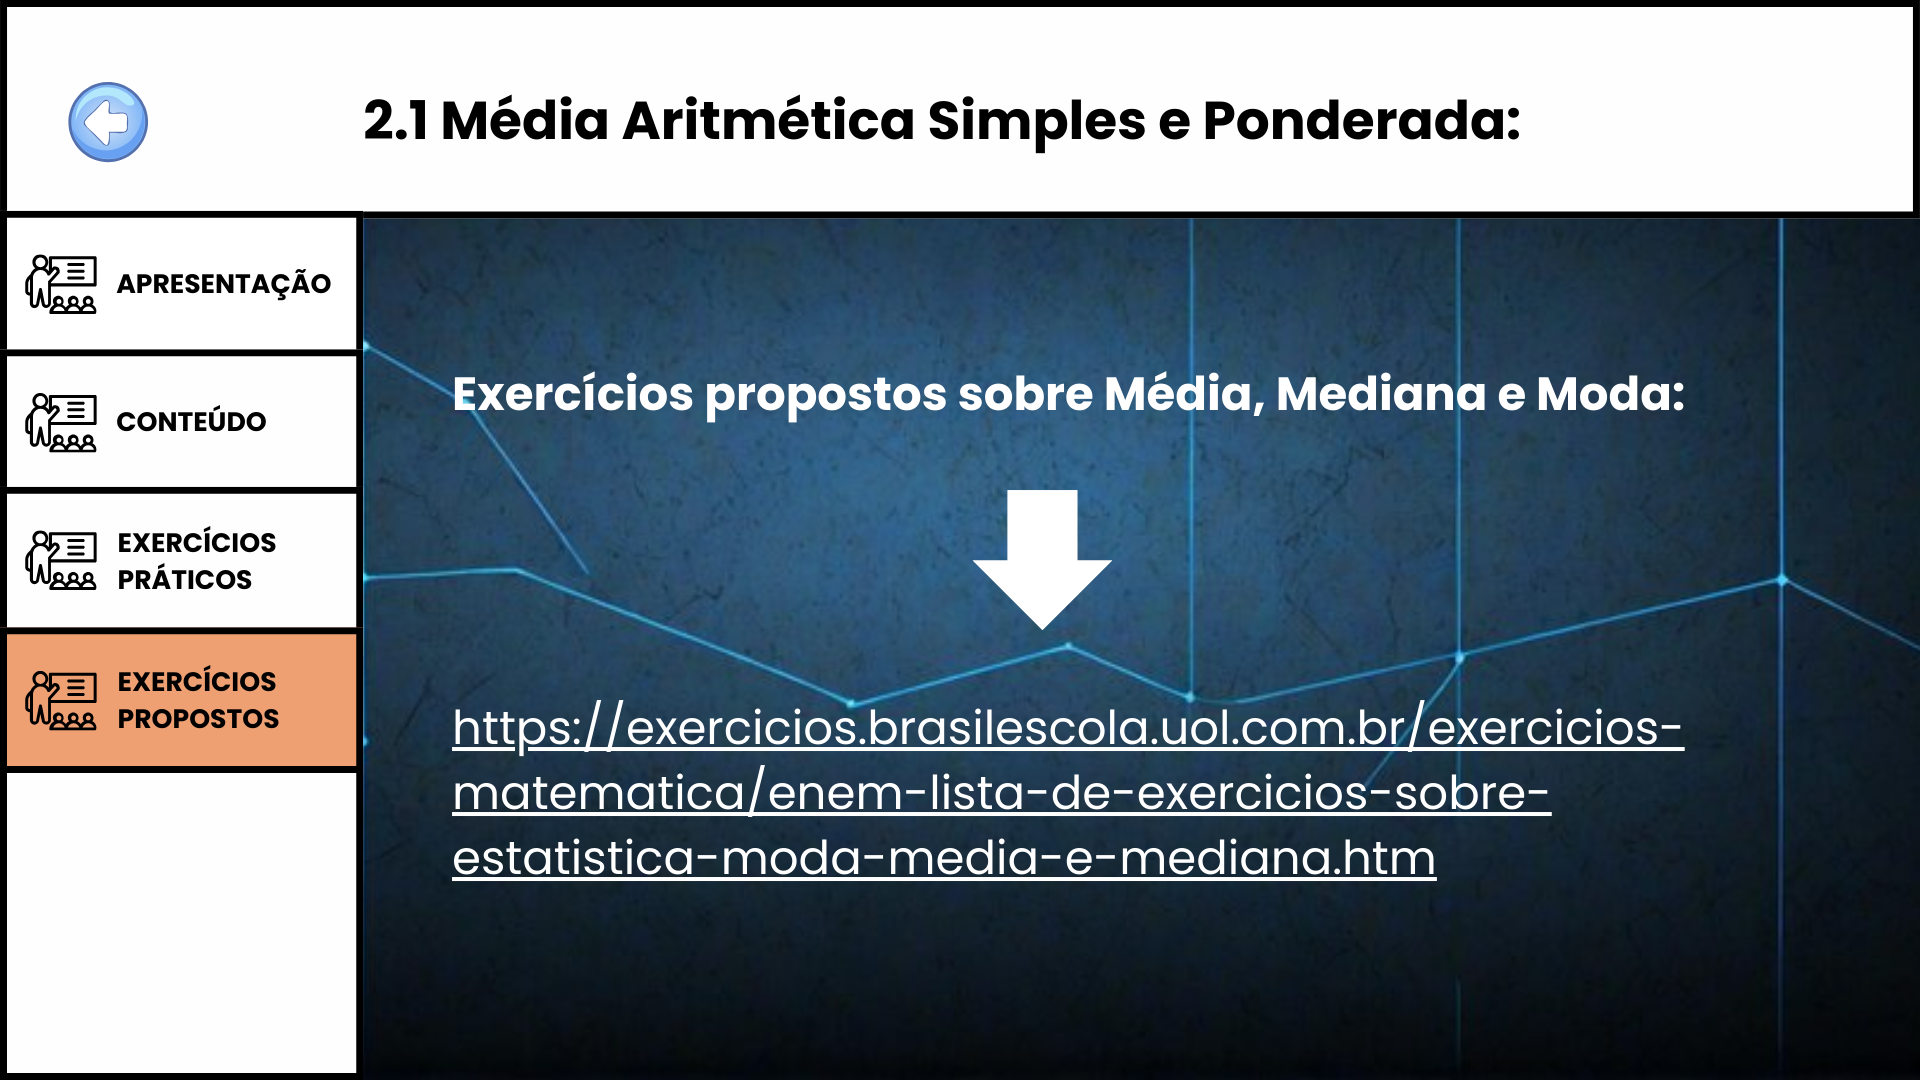 2.1 Média Aritmética Simples e Ponderada:
APRESENTAÇÃO
CONTEÚDO
EXERCÍCIOS
PRÁTICOS
EXERCÍCIOS
PROPOSTOS
Exercícios propostos sobre Média, Mediana e Moda:
https://exercicios.brasilescola.uol.com.br/exercicios-
matematica/enem-lista-de-exercicios-sobre-
estatistica-moda-media-e-mediana.htm